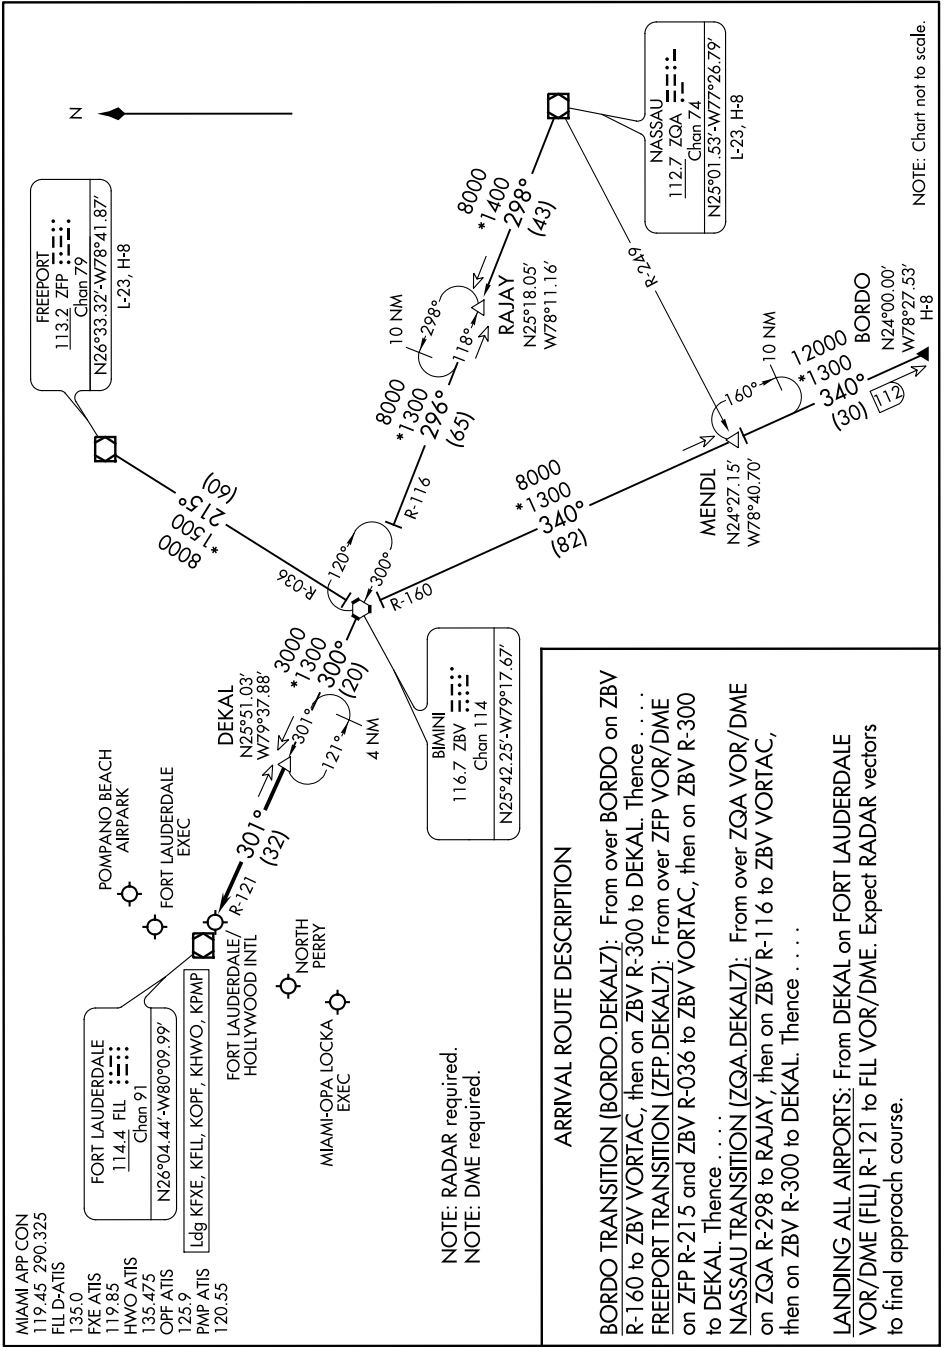 MIAMI APP CON
119.45 290.325
FLL D-ATIS
135.0
FXE ATIS
119.85
HWO ATIS
135.475
OPF ATIS
125.9
PMP ATIS
120.55
FORT LAUDERDALE
114.4 FLL
Chan 91
N26°04.44'-W80°09.99'
Ldg KFXE, KFLL, KOPF, KHWO, KPMP
POMPANO BEACH
AIRPARK
FORT LAUDERDALE
EXEC
FORT LAUDERDALE/
HOLLYWOOD INTL
NORTH
PERRY
MIAMI-OPA LOCKA
EXEC
R-121
301°
(32)
DEKAL
N25°51.03'
W79°37.88'
301°
121°
4 NM
3000
*1300
300°
(20)
BIMINI
116.7 ZBV
Chan 114
N25°42.25'-W79°17.67'
120°
300°
R-036
R-116
R-160
8000
*1500
215°
(60)
FREEPORT
113.2 ZFP
Chan 79
N26°33.32'-W78°41.87'
L-23, H-8
N
8000
*1300
296°
(65)
10 NM
298°
118°
RAJAY
N25°18.05'
W78°11.16'
8000
*1400
298°
(43)
NASSAU
112.7 ZQA
Chan 74
N25°01.53'-W77°26.79'
L-23, H-8
R-249
8000
*1300
340°
(82)
MENDL
N24°27.15'
W78°40.70'
160°
10 NM
12000
*1300
340°
(30)
112
BORDO
N24°00.00'
W78°27.53'
H-8
NOTE: Chart not to scale.
NOTE: RADAR required.
NOTE: DME required.
ARRIVAL ROUTE DESCRIPTION
BORDO TRANSITION (BORDO.DEKAL7): From over BORDO on ZBV
R-160 to ZBV VORTAC, then on ZBV R-300 to DEKAL. Thence . . . .
FREEPORT TRANSITION (ZFP.DEKAL7): From over ZFP VOR/DME
on ZFP R-215 and ZBV R-036 to ZBV VORTAC, then on ZBV R-300
to DEKAL. Thence . . . .
NASSAU TRANSITION (ZQA.DEKAL7): From over ZQA VOR/DME
on ZQA R-298 to RAJAY, then on ZBV R-116 to ZBV VORTAC,
then on ZBV R-300 to DEKAL. Thence . . . .
LANDING ALL AIRPORTS: From DEKAL on FORT LAUDERDALE
VOR/DME (FLL) R-121 to FLL VOR/DME. Expect RADAR vectors
to final approach course.